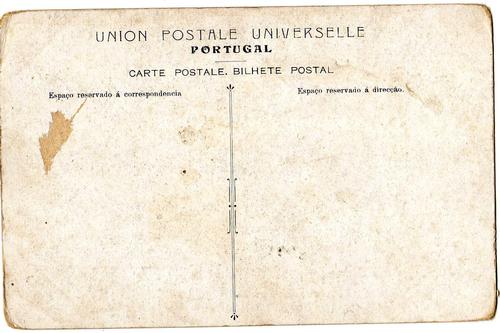 UNION POSTALE UNIVERSELLE
PORTUGAL
CARTE POSTALE. BILHETE POSTAL
Espaço reservado á correspondencia
Espaço reservado á direcção.